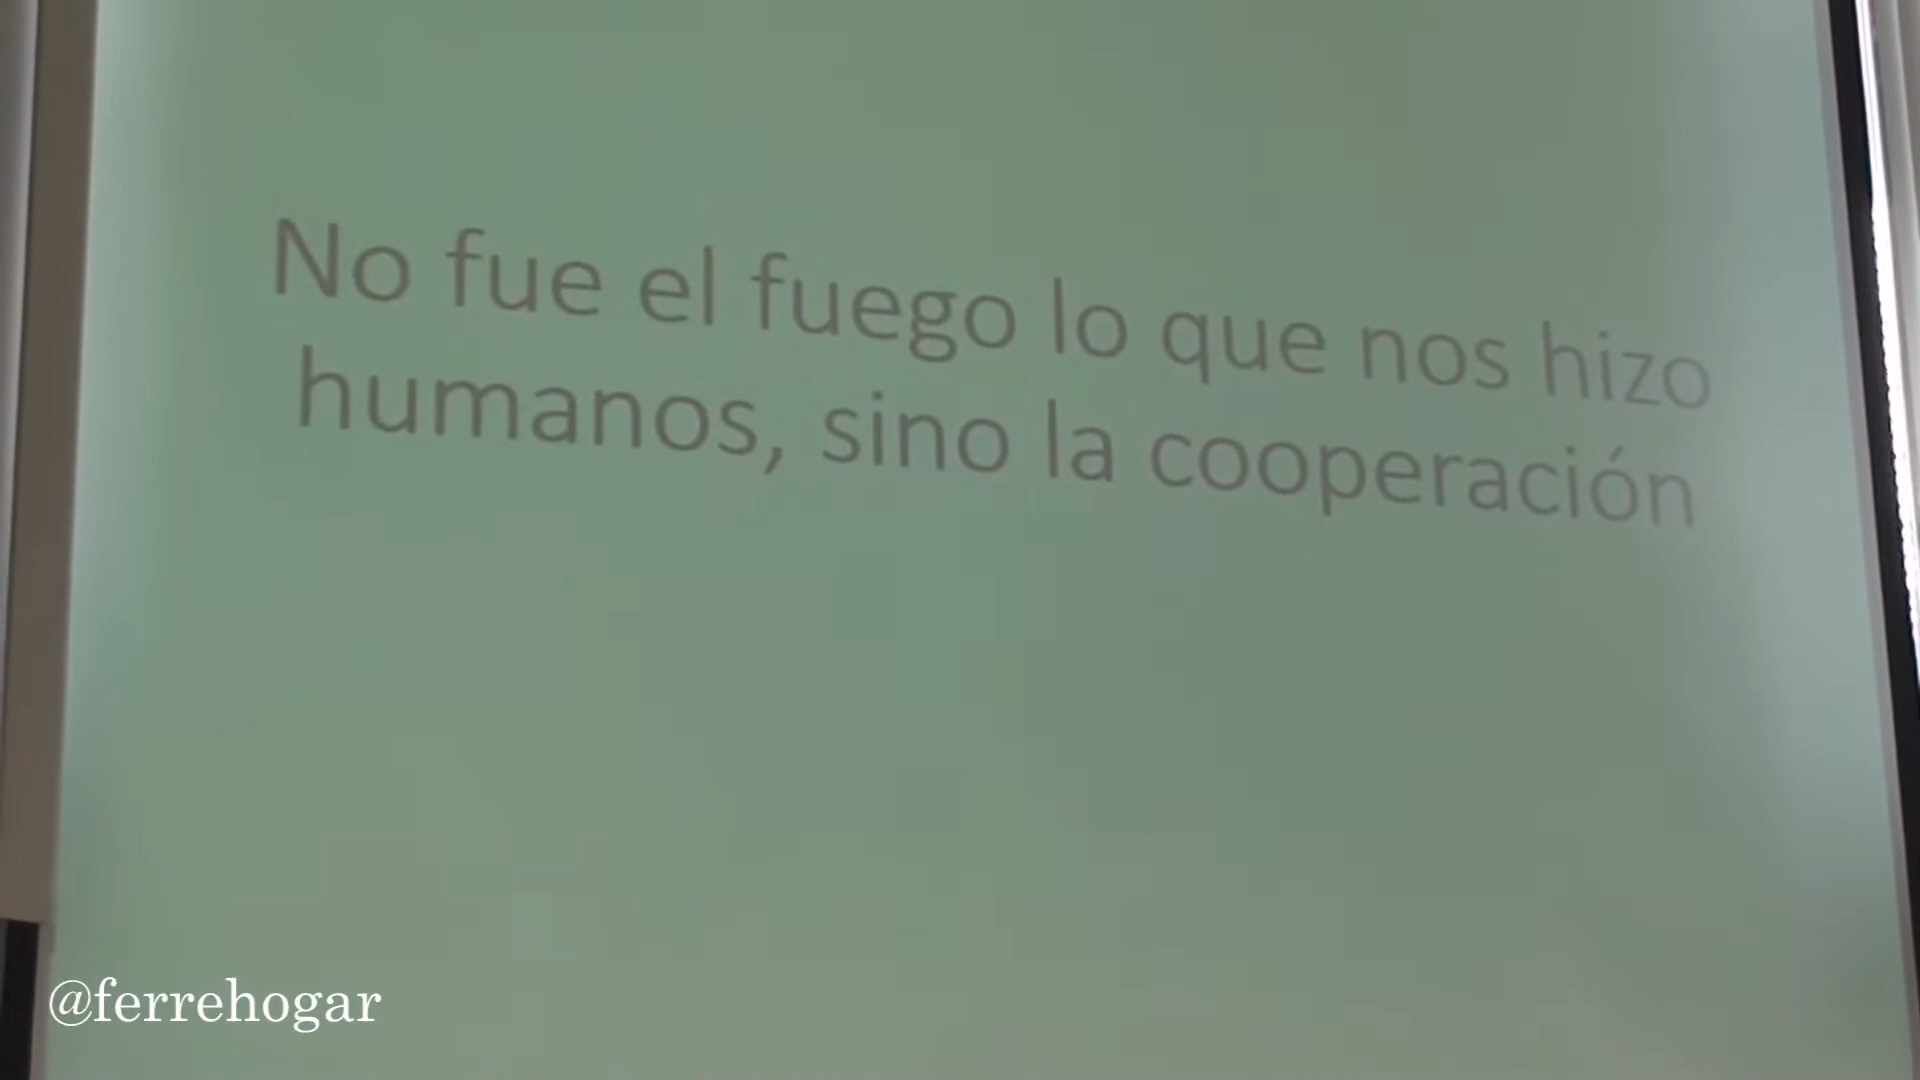 No fue el fuego lo que nos hizo
humanos, sino la cooperación
@ferrehogar